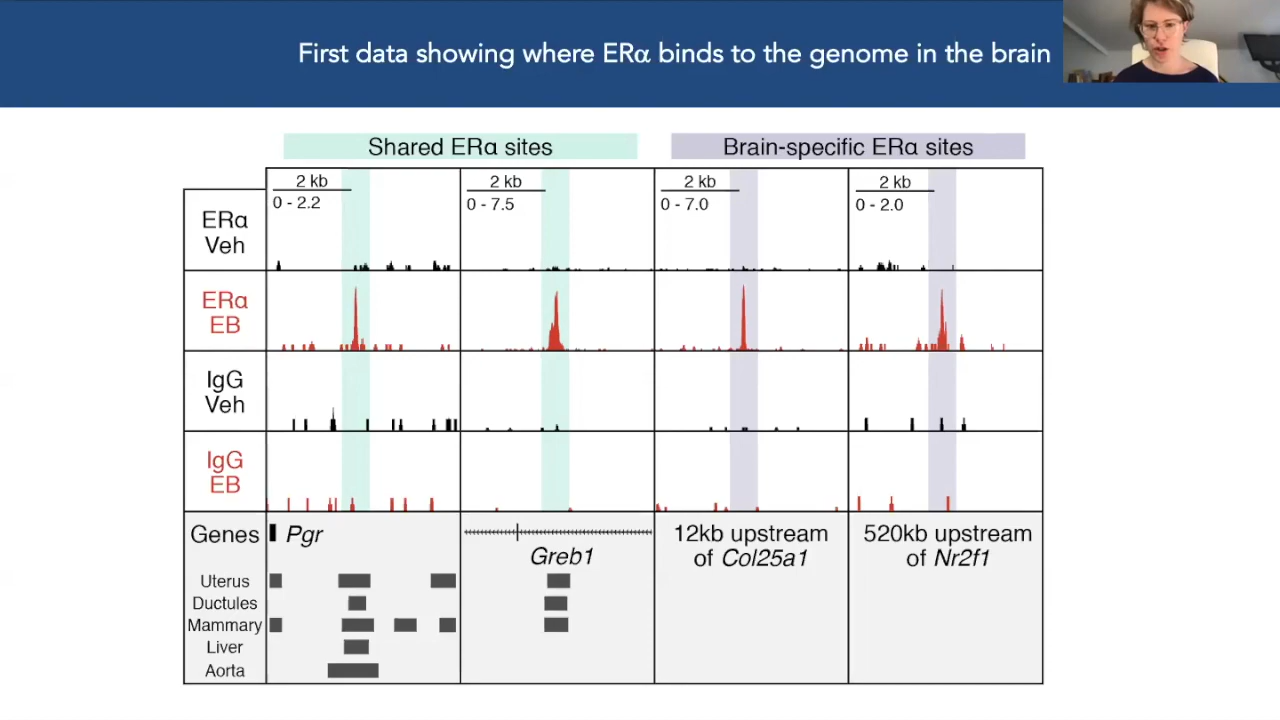 First data showing where ERα binds to the genome in the brain
Shared ERα sites
Brain-specific ERα sites
2 kb
0 - 2.2
2 kb
0 - 7.5
2 kb
0 - 7.0
2 kb
0 - 2.0
ERα
Veh
ERα
EB
IgG
Veh
IgG
EB
Genes
Pgr
Greb1
12kb upstream
of Col25a1
520kb upstream
of Nr2f1
Uterus
Ductules
Mammary
Liver
Aorta